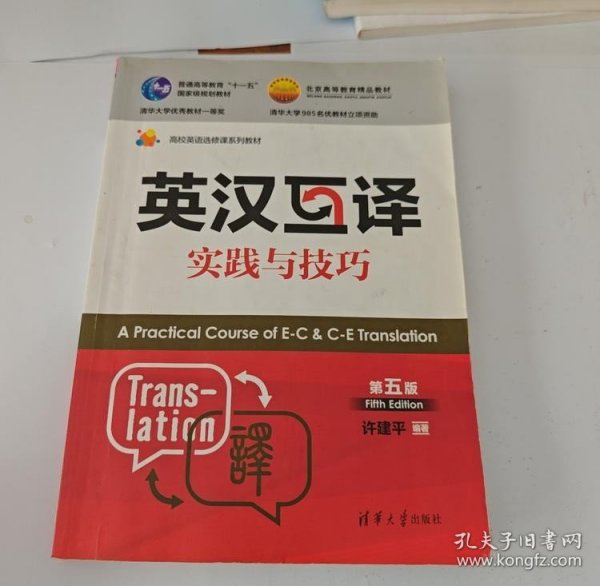 普通高等教育“十一五”
国家级规划教材
北京高等教育精品教材
清华大学优秀教材一等奖
清华大学985名优教材立项资助
高校英语选修课系列教材
英汉互译
实践与技巧
A Practical Course of E-C & C-E Translation
Trans-
lation
譯
第五版
Fifth Edition
许建平 编著
清华大学出版社
孔夫子旧书网
www.kongfz.com